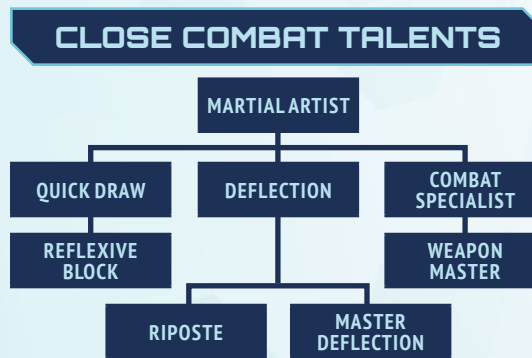 CLOSE COMBAT TALENTS
MARTIAL ARTIST
QUICK DRAW
DEFLECTION
COMBAT
SPECIALIST
REFLEXIVE
BLOCK
WEAPON
MASTER
RIPOSTE
MASTER
DEFLECTION